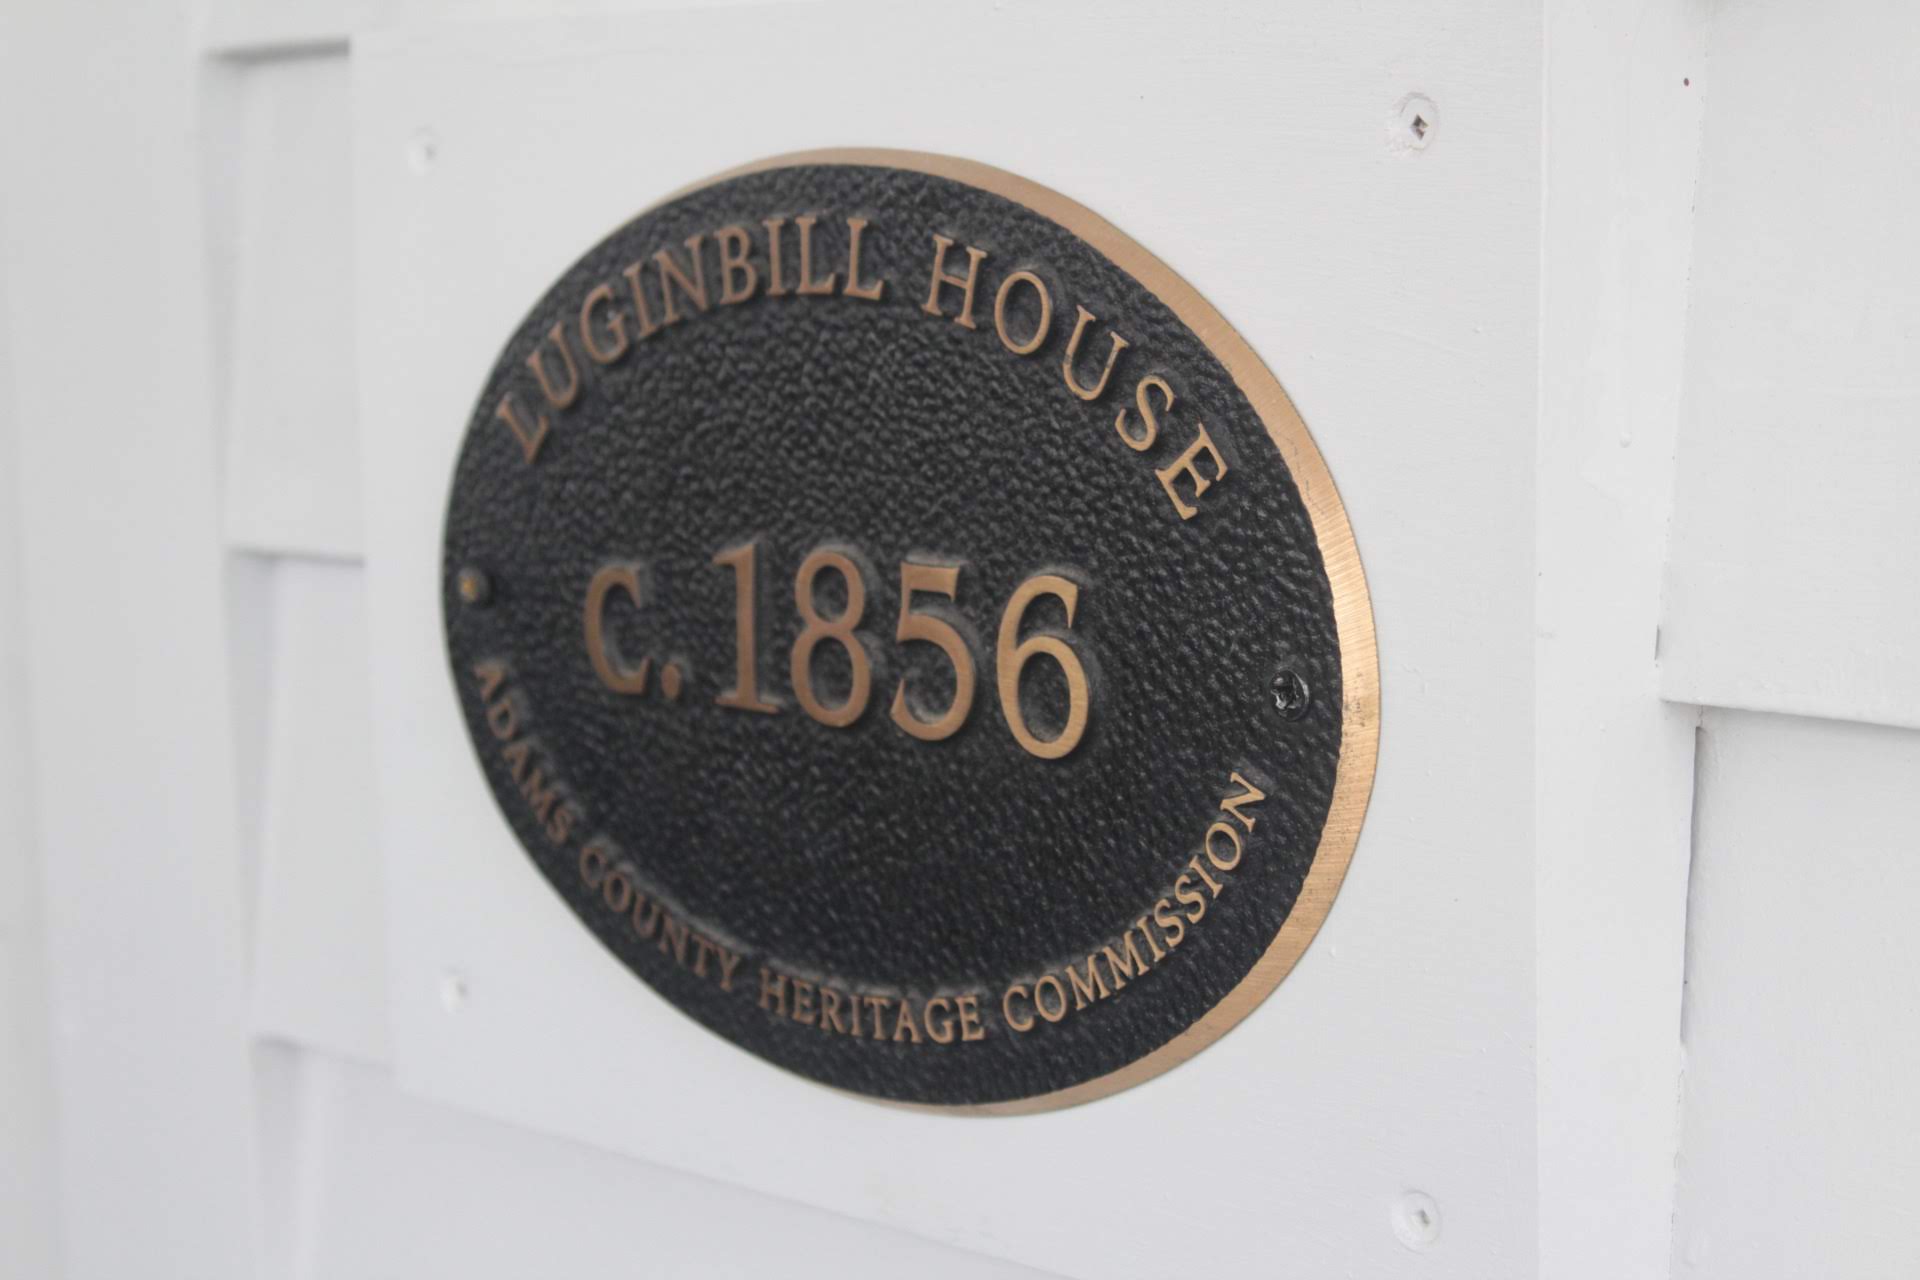 LUGINBILL HOUSE
C. 1856
ADAMS COUNTY HERITAGE COMMISSION